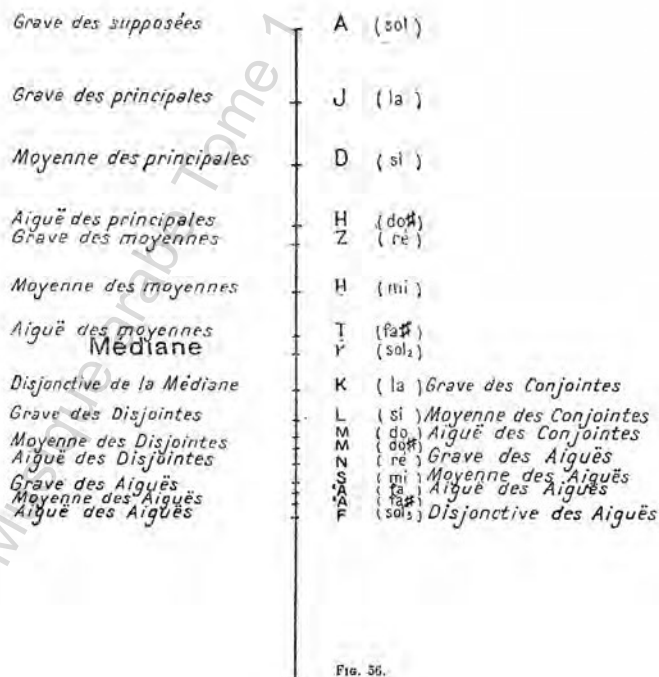 Grave des supposées A (sol)
Grave des principales J (la)
Moyenne des principales D (si)
Aiguë des principales H (do#)
Grave des moyennes Z (ré)
Moyenne des moyennes Ḥ (mi)
Aiguë des moyennes Ṭ (fa#)
Médiane Y (sol₂)
Disjonctive de la Médiane K (la) Grave des Conjointes
Grave des Disjointes L (si) Moyenne des Conjointes
M (do) Aiguë des Conjointes
Moyenne des Disjointes M (do#)
Aiguë des Disjointes N (ré) Grave des Aiguës
Grave des Aiguës S (mi) Moyenne des Aiguës
'A (fa) Aiguë des Aiguës
Moyenne des Aiguës 'A (fa#)
Aiguë des Aiguës F (sol₃) Disjonctive des Aiguës
Fig. 56.
Musique arabe Tome 1